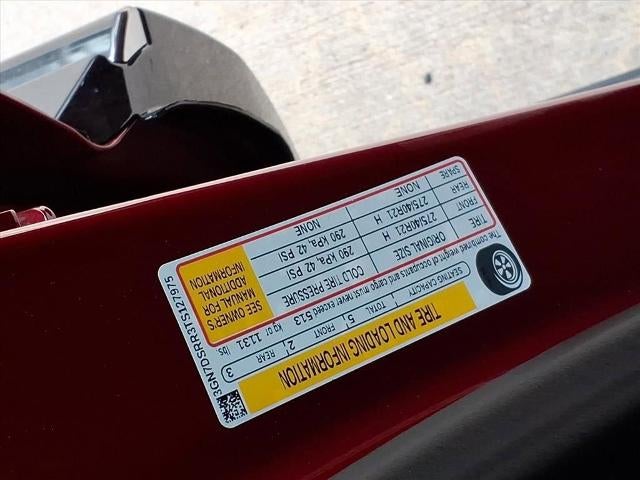 TIRE AND LOADING INFORMATION
SEATING CAPACITY TOTAL 5 FRONT 2 REAR 3
The combined weight of occupants and cargo must never exceed 513 kg or 1131 lbs
TIRE ORIGINAL SIZE COLD TIRE PRESSURE
FRONT 275/40R21 H 290 kPa, 42 PSI
REAR 275/40R21 H 290 kPa, 42 PSI
SPARE NONE NONE
SEE OWNER'S
MANUAL FOR
ADDITIONAL
INFORMATION
3GN7DSRR3TS127975